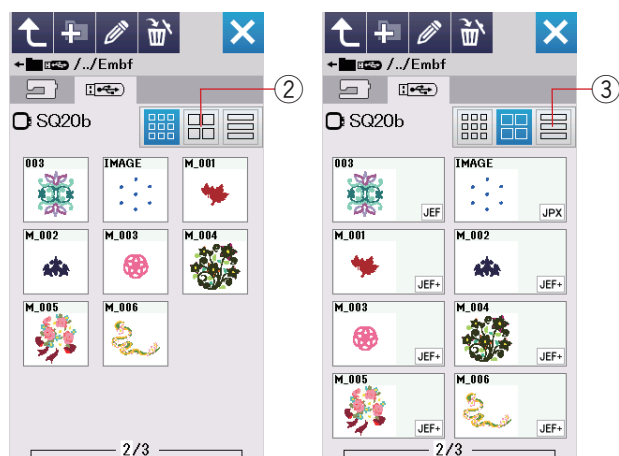 ←/../Embf
SQ20b
②
003 IMAGE M_001
M_002 M_003 M_004
M_005 M_006
2/3
←/../Embf
SQ20b
③
003 IMAGE
JEF JPX
M_001 M_002
JEF+ JEF+
M_003 M_004
JEF+ JEF+
M_005 M_006
JEF+ JEF+
2/3